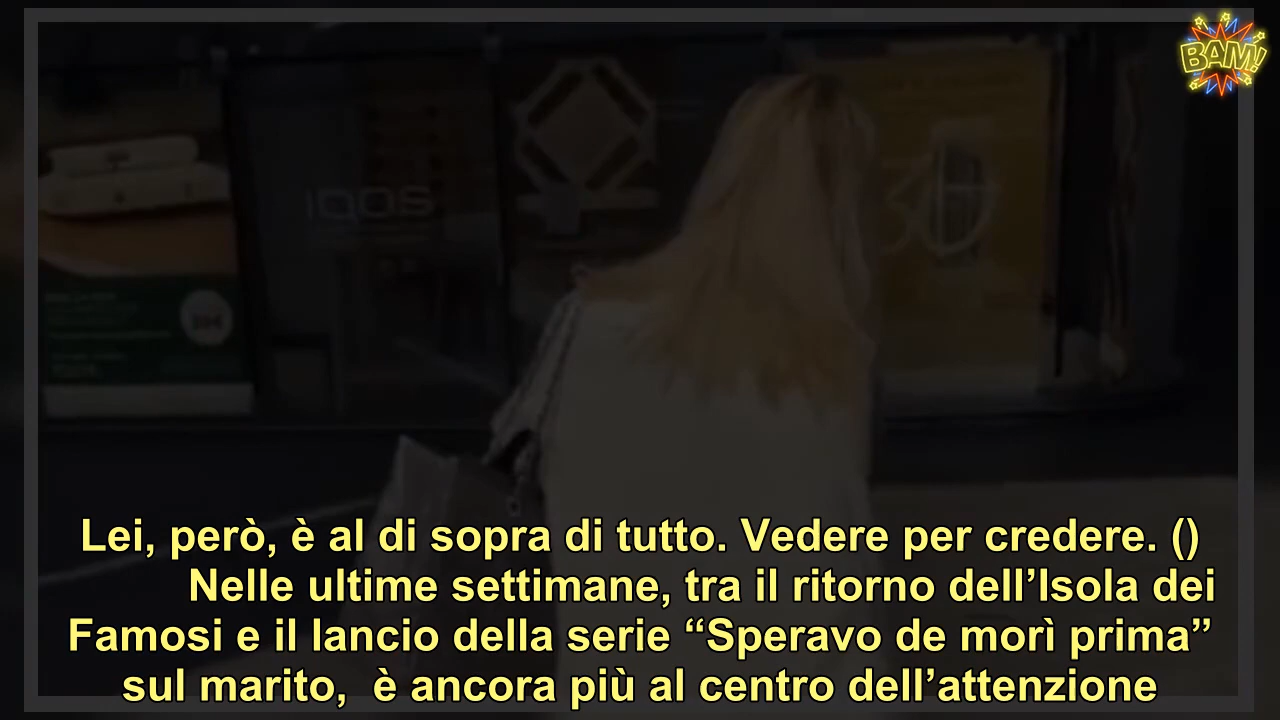 BAM!
IQOS
30
Lei, però, è al di sopra di tutto. Vedere per credere. ()
Nelle ultime settimane, tra il ritorno dell’Isola dei
Famosi e il lancio della serie “Speravo de morì prima”
sul marito,  è ancora più al centro dell’attenzione